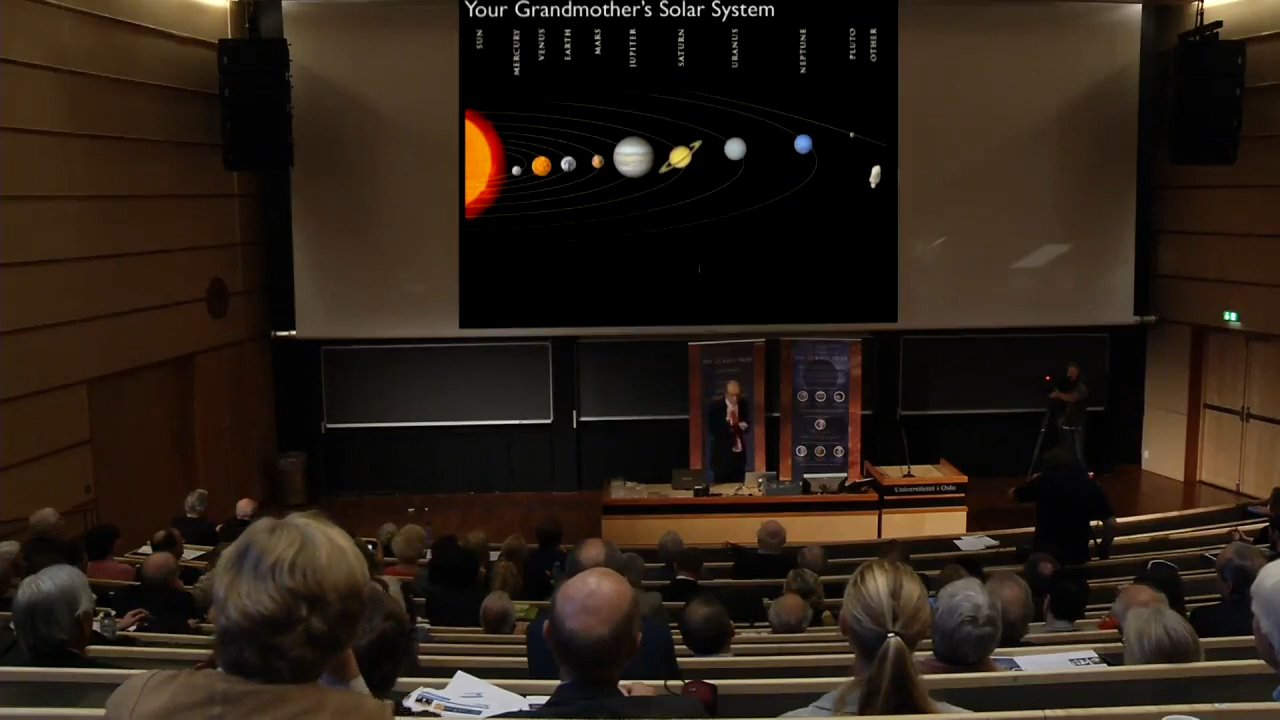 Your Grandmother's Solar System
SUN
MERCURY
VENUS
EARTH
MARS
JUPITER
SATURN
URANUS
NEPTUNE
PLUTO
OTHER
Universitetet i Oslo